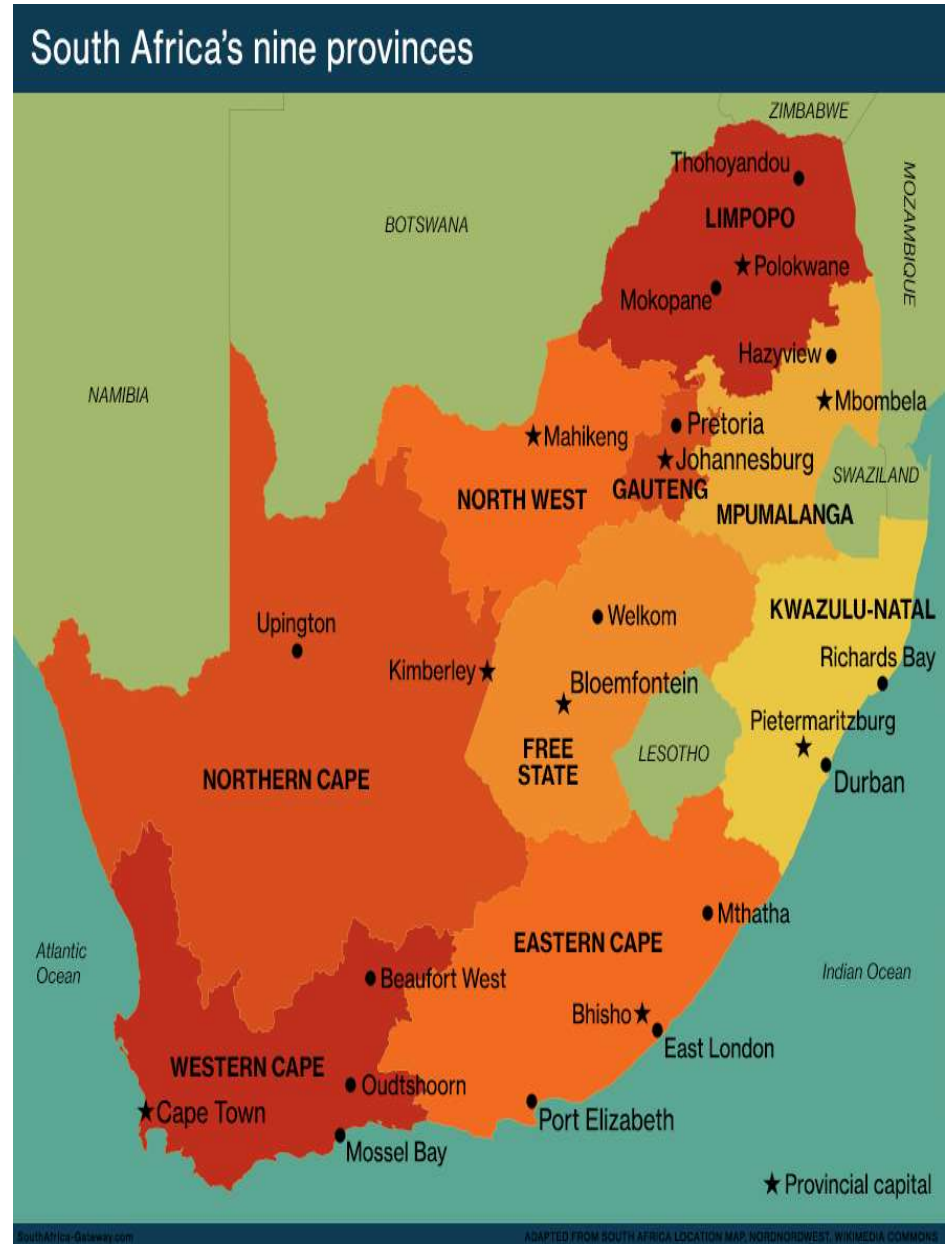 South Africa's nine provinces
ZIMBABWE
Thohoyandou
MOZAMBIQUE
LIMPOPO
BOTSWANA
Polokwane
Mokopane
Hazyview
NAMIBIA
Mbombela
Pretoria
Mahikeng
Johannesburg
SWAZILAND
GAUTENG
NORTH WEST
MPUMALANGA
KWAZULU-NATAL
Welkom
Upington
Richards Bay
Kimberley
Bloemfontein
Pietermaritzburg
FREE
STATE
LESOTHO
NORTHERN CAPE
Durban
Mthatha
EASTERN CAPE
Atlantic
Ocean
Indian Ocean
Beaufort West
Bhisho
East London
WESTERN CAPE
Oudtshoorn
Cape Town
Port Elizabeth
Mossel Bay
★ Provincial capital
SouthAfrica-Gateway.com
ADAPTED FROM SOUTH AFRICA LOCATION MAP, NORDNORDWEST, WIKIMEDIA COMMONS